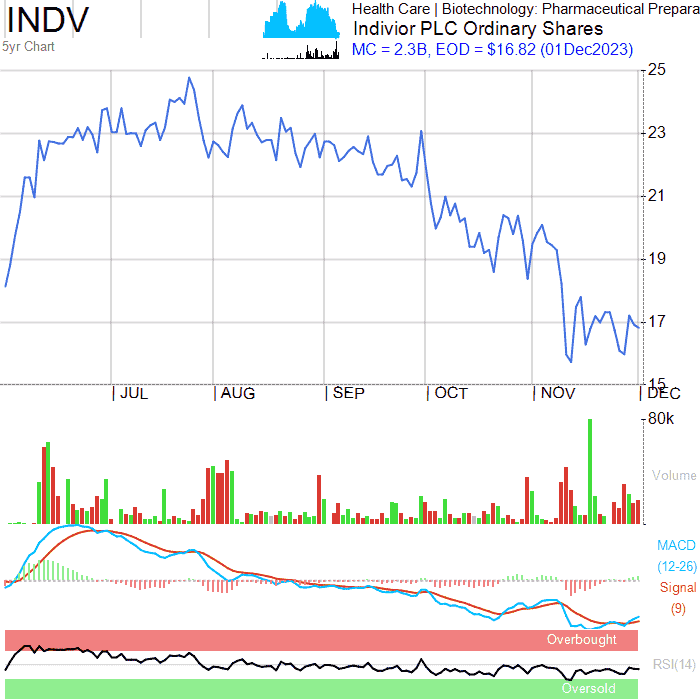 INDV
5yr Chart
Health Care | Biotechnology: Pharmaceutical Prepara
Indivior PLC Ordinary Shares
MC = 2.3B, EOD = $16.82 (01Dec2023)
25
23
21
19
17
15
JUL AUG SEP OCT NOV DEC
80k
Volume
MACD
(12-26)
Signal
(9)
Overbought
RSI(14)
Oversold